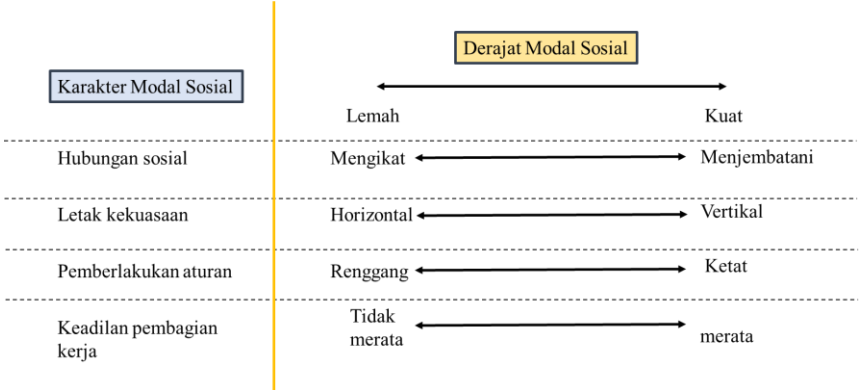 Derajat Modal Sosial
Karakter Modal Sosial
Lemah Kuat
Hubungan sosial Mengikat Menjembatani
Letak kekuasaan Horizontal Vertikal
Pemberlakukan aturan Renggang Ketat
Keadilan pembagian
kerja
Tidak
merata
merata